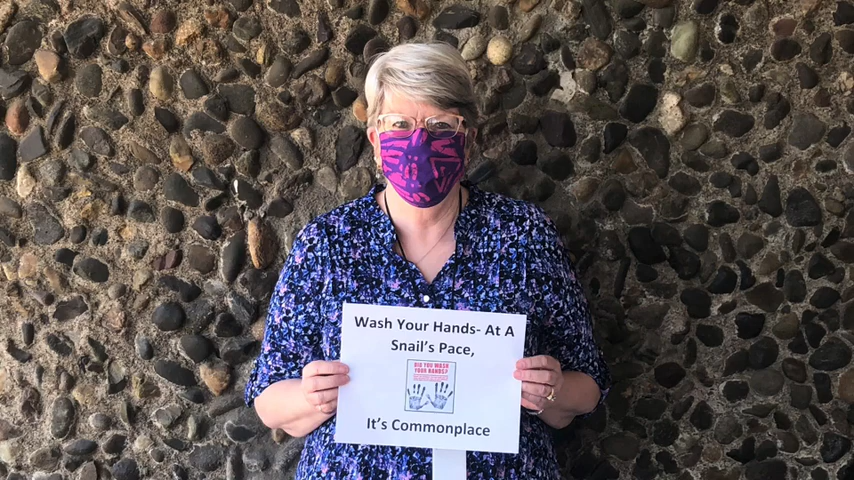 Wash Your Hands- At A
Snail's Pace,
DID YOU WASH
YOUR HANDS?
It's Commonplace